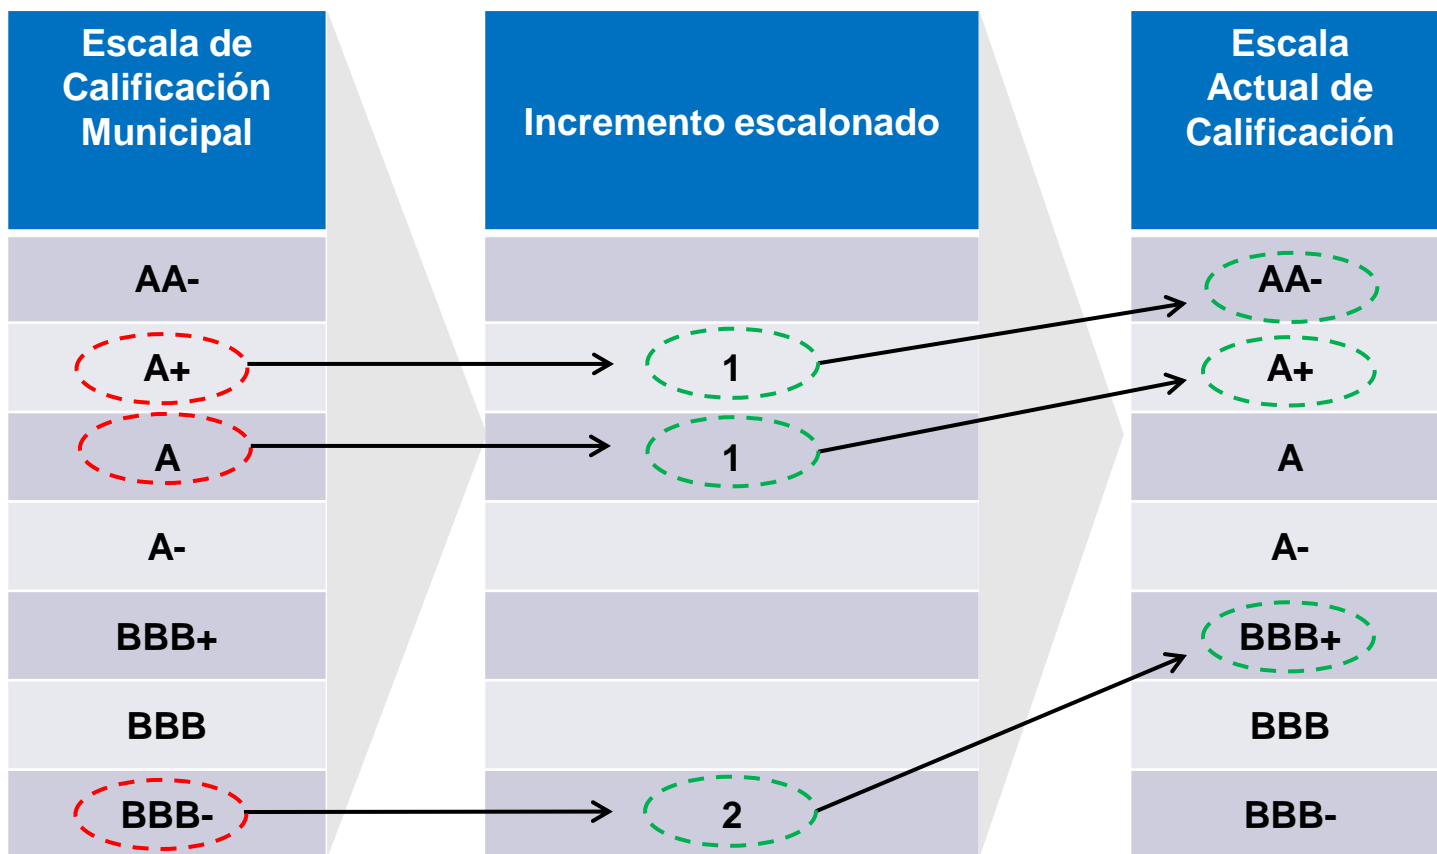 Escala de
Calificación
Municipal
Incremento escalonado
Escala
Actual de
Calificación
AA-
AA-
A+
1
A+
A
1
A
A-
A-
BBB+
BBB+
BBB
BBB
BBB-
2
BBB-